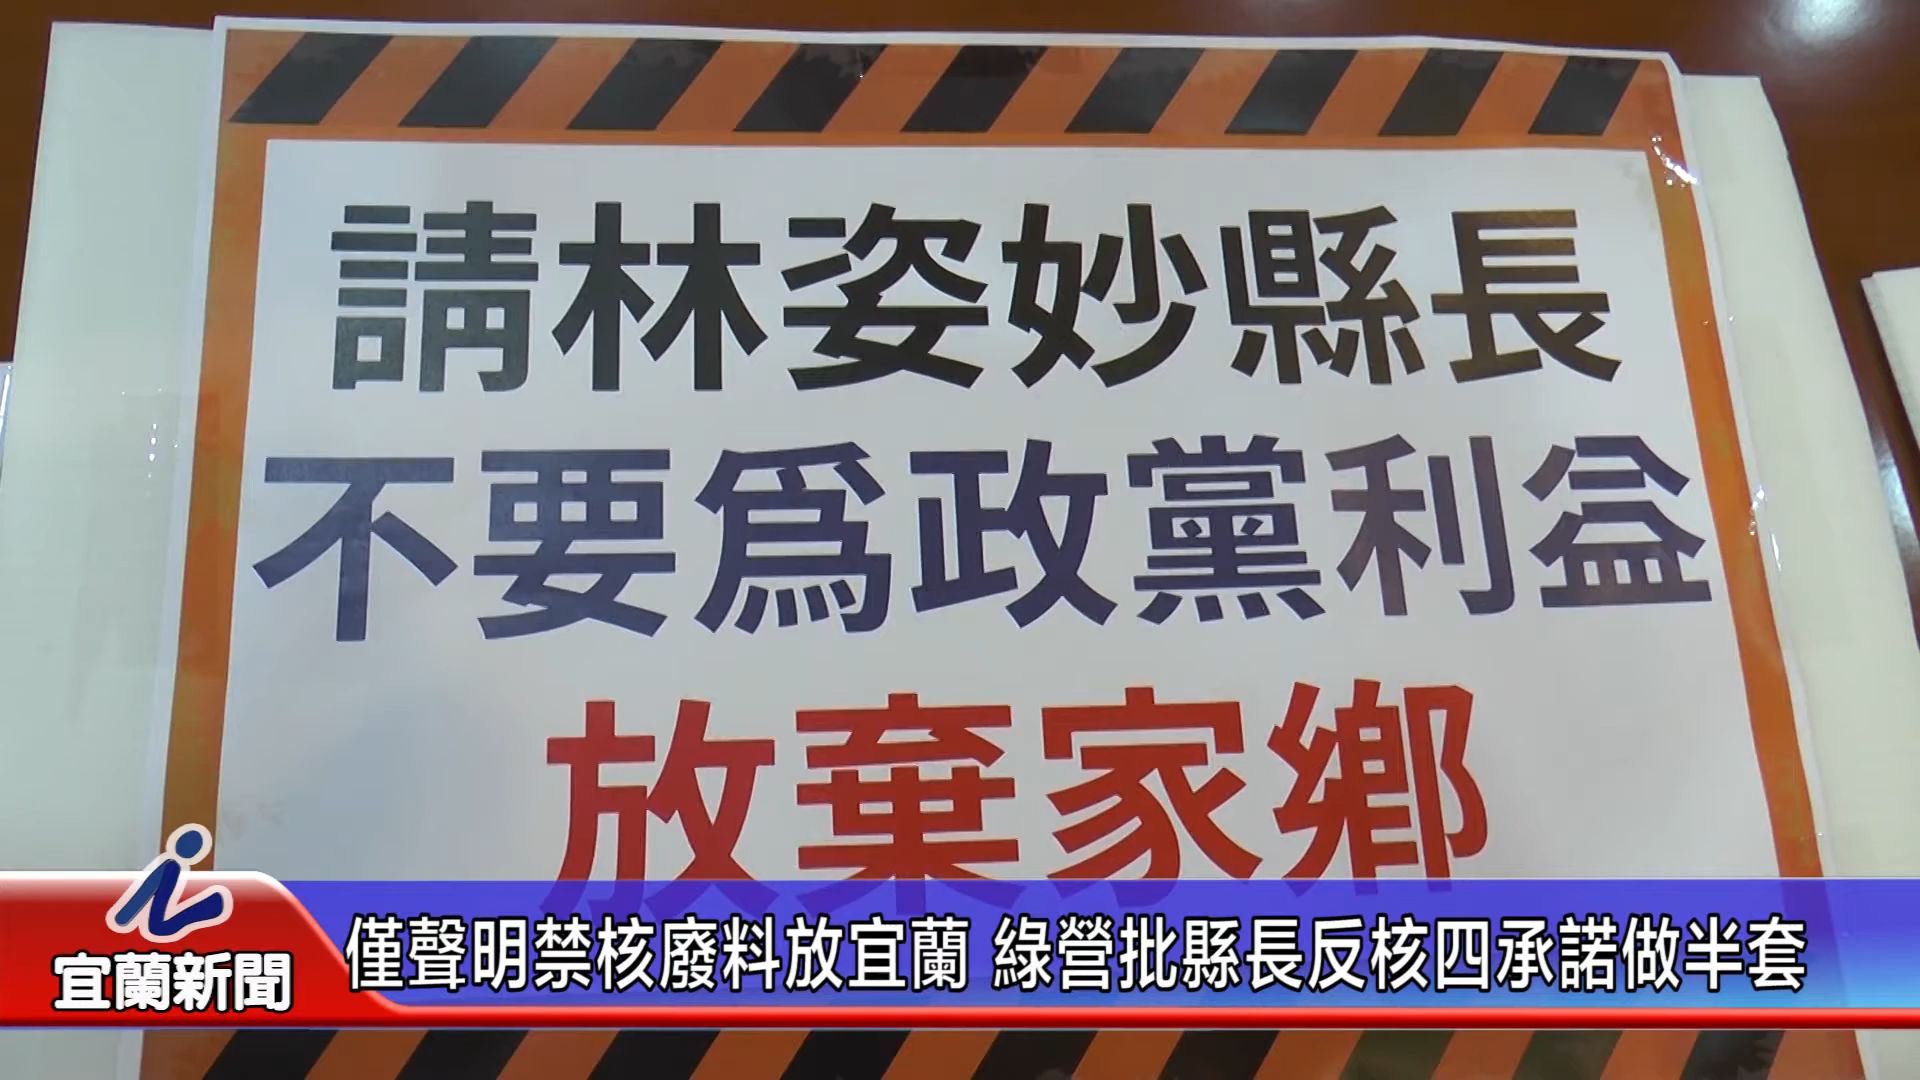 請林姿妙縣長
不要爲政黨利益
放棄家鄉
宜蘭新聞
僅聲明禁核廢料放宜蘭 綠營批縣長反核四承諾做半套